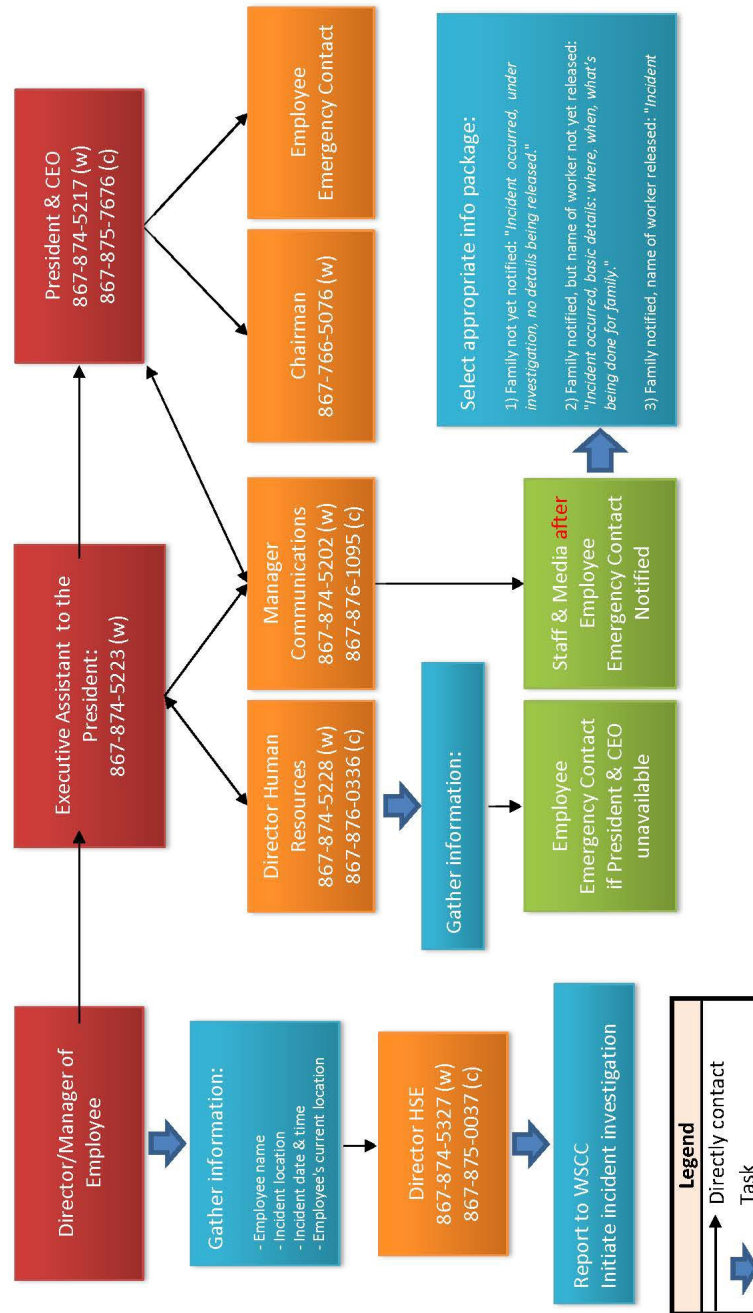 Director/Manager of
Employee
Executive Assistant to the
President:
867-874-5223 (w)
President & CEO
867-874-5217 (w)
867-875-7676 (c)
Gather information:
- Employee name
- Incident location
- Incident date & time
- Employee's current location
Director Human
Resources
867-874-5228 (w)
867-876-0336 (c)
Manager
Communications
867-874-5202 (w)
867-876-1095 (c)
Chairman
867-766-5076 (w)
Employee
Emergency Contact
Director HSE
867-874-5327 (w)
867-875-0037 (c)
Gather information:
Report to WSCC
Initiate incident investigation
Employee
Emergency Contact
if President & CEO
unavailable
Staff & Media after
Employee
Emergency Contact
Notified
Select appropriate info package:
1) Family not yet notified: "Incident occurred, under
investigation, no details being released."
2) Family notified, but name of worker not yet released:
"Incident occurred, basic details: where, when, what's
being done for family."
3) Family notified, name of worker released: "Incident
Legend
Directly contact
Task